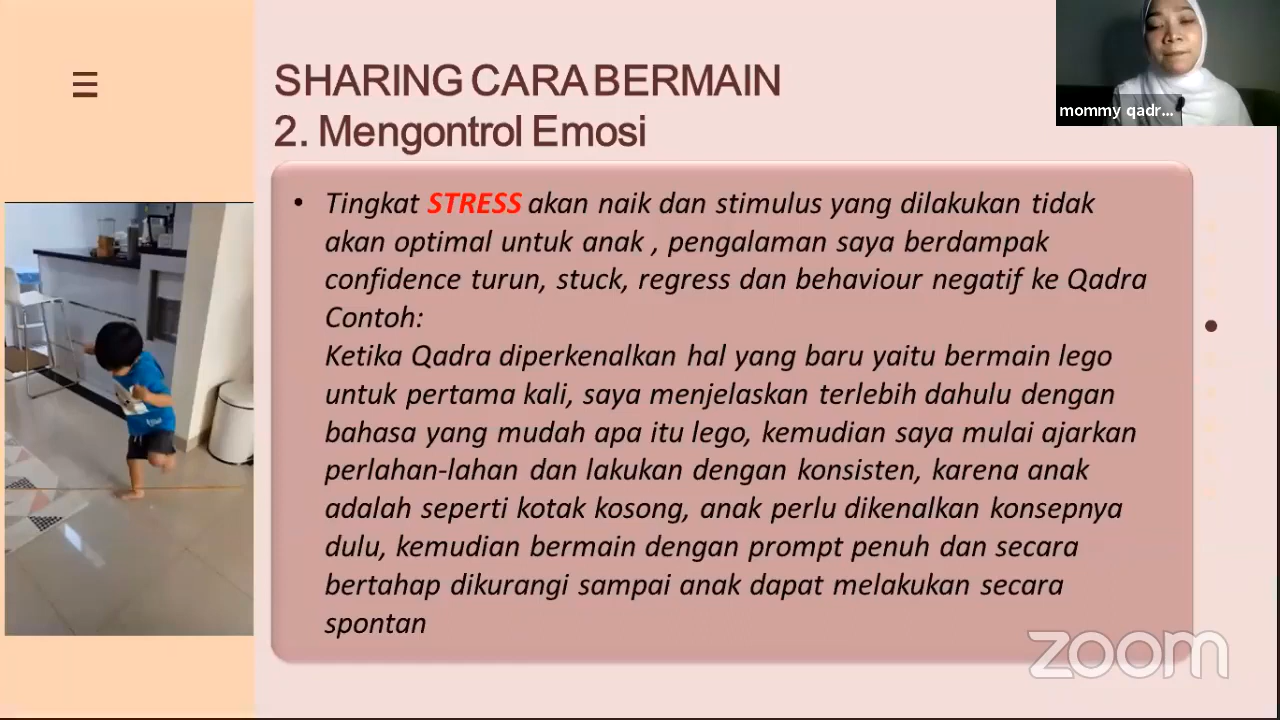 SHARING CARA BERMAIN
2. Mengontrol Emosi
mommy qadr...
• Tingkat STRESS akan naik dan stimulus yang dilakukan tidak
akan optimal untuk anak , pengalaman saya berdampak
confidence turun, stuck, regress dan behaviour negatif ke Qadra
Contoh:
Ketika Qadra diperkenalkan hal yang baru yaitu bermain lego
untuk pertama kali, saya menjelaskan terlebih dahulu dengan
bahasa yang mudah apa itu lego, kemudian saya mulai ajarkan
perlahan-lahan dan lakukan dengan konsisten, karena anak
adalah seperti kotak kosong, anak perlu dikenalkan konsepnya
dulu, kemudian bermain dengan prompt penuh dan secara
bertahap dikurangi sampai anak dapat melakukan secara
spontan
zoom